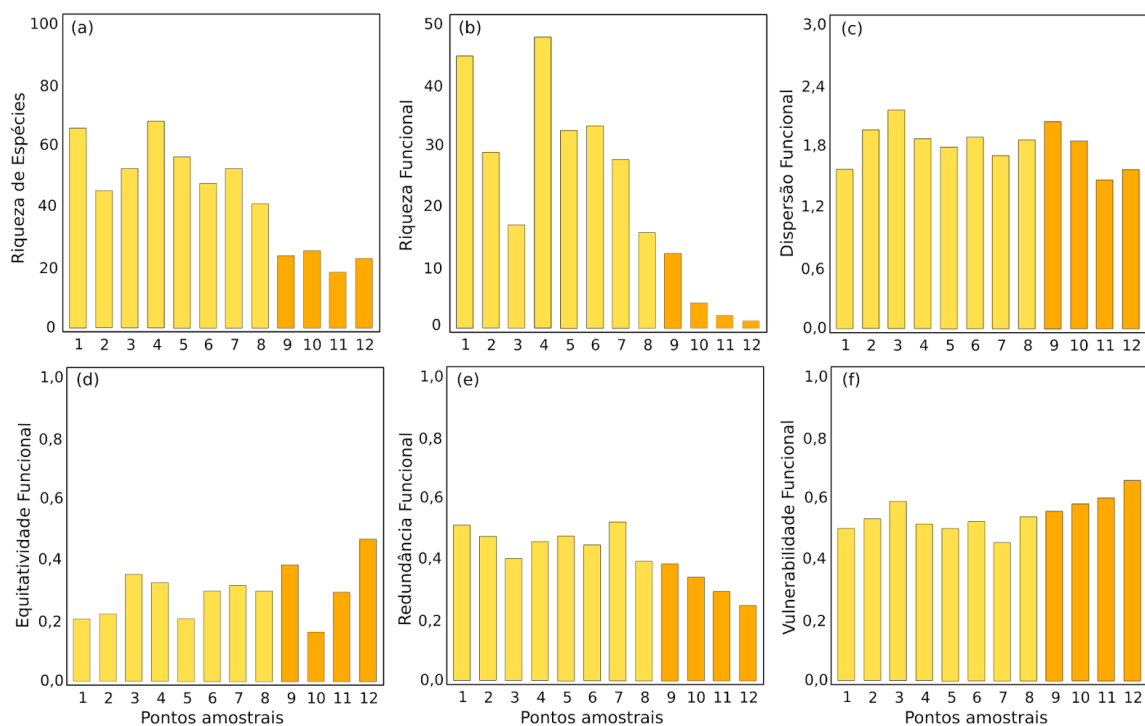 (a)
Riqueza de Espécies
100
80
60
40
20
0
1 2 3 4 5 6 7 8 9 10 11 12
(b)
Riqueza Funcional
50
40
30
20
10
0
1 2 3 4 5 6 7 8 9 10 11 12
(c)
Dispersão Funcional
3,0
2,4
1,8
1,2
0,6
0,0
1 2 3 4 5 6 7 8 9 10 11 12
(d)
Equitatividade Funcional
1,0
0,8
0,6
0,4
0,2
0,0
1 2 3 4 5 6 7 8 9 10 11 12
Pontos amostrais
(e)
Redundância Funcional
1,0
0,8
0,6
0,4
0,2
0,0
1 2 3 4 5 6 7 8 9 10 11 12
Pontos amostrais
(f)
Vulnerabilidade Funcional
1,0
0,8
0,6
0,4
0,2
0,0
1 2 3 4 5 6 7 8 9 10 11 12
Pontos amostrais